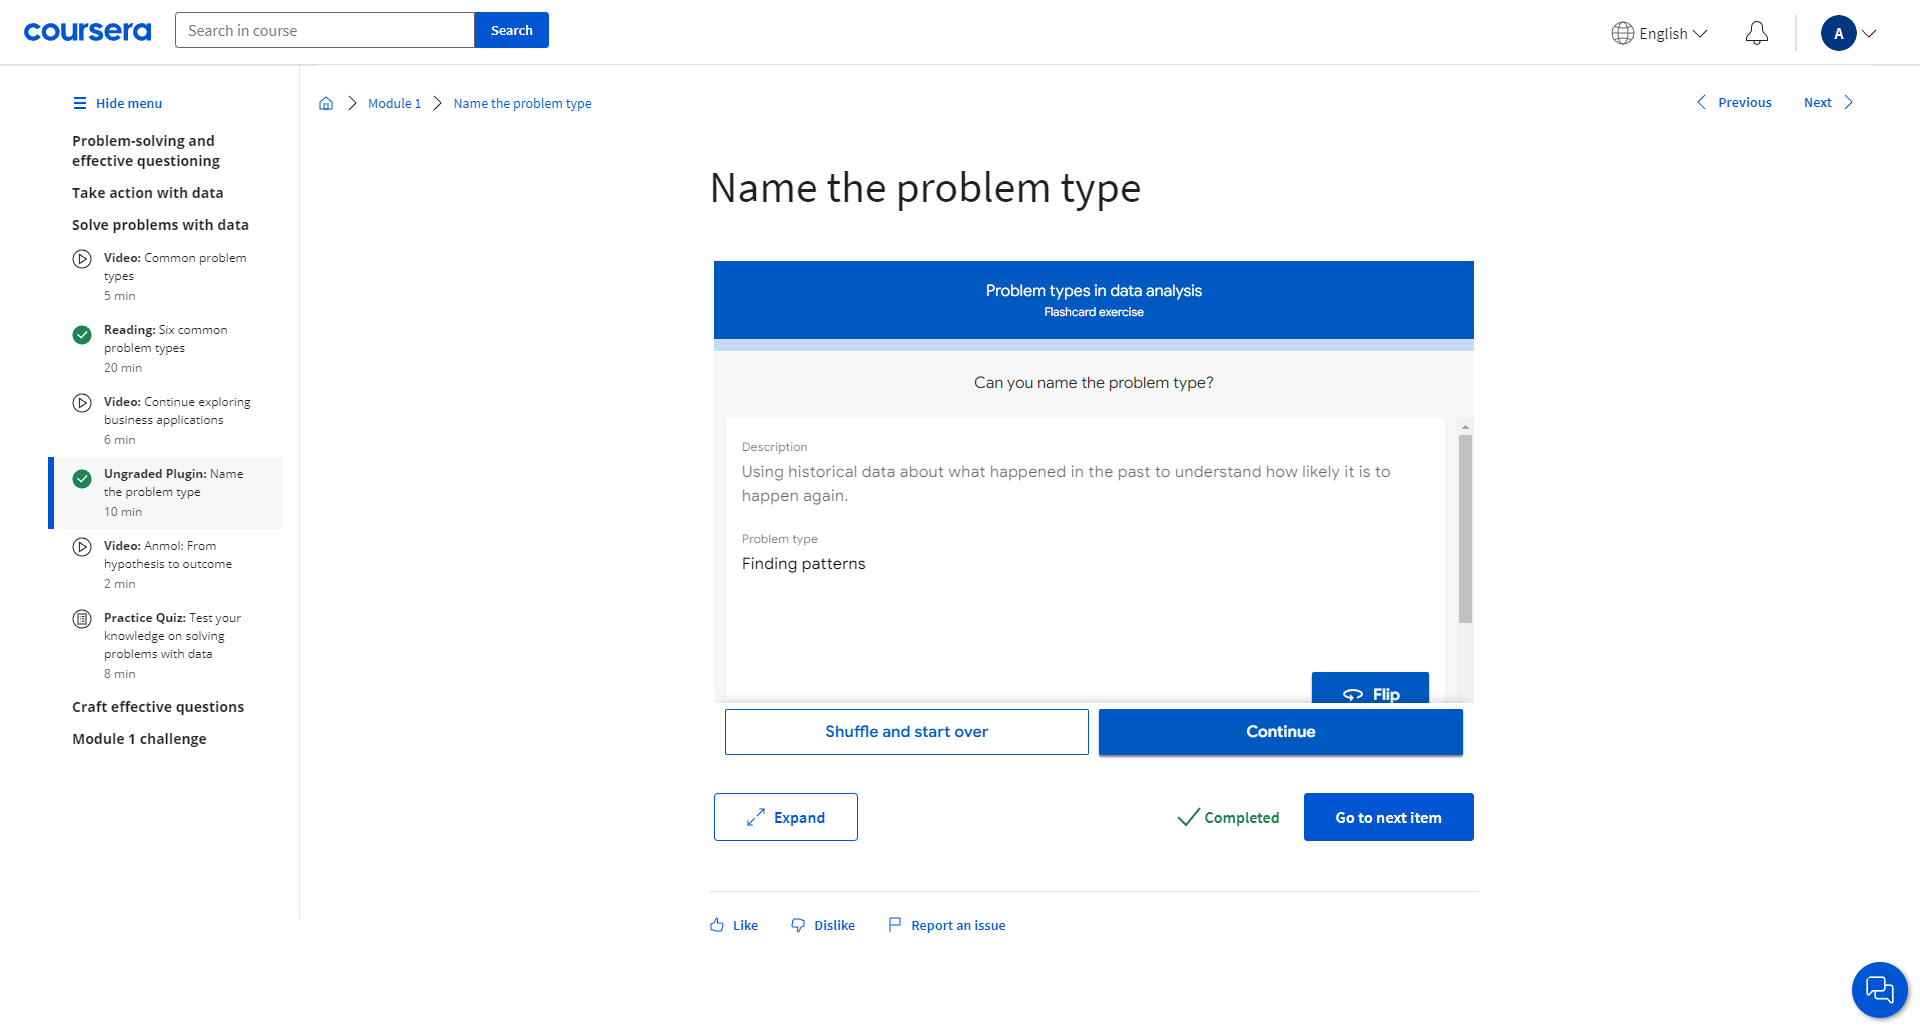 coursera
Search in course
Search
English
A
Hide menu
Module 1
Name the problem type
Previous
Next
Problem-solving and
effective questioning
Take action with data
Solve problems with data
Video: Common problem
types
5 min
Reading: Six common
problem types
20 min
Video: Continue exploring
business applications
6 min
Ungraded Plugin: Name
the problem type
10 min
Video: Anmol: From
hypothesis to outcome
2 min
Practice Quiz: Test your
knowledge on solving
problems with data
8 min
Craft effective questions
Module 1 challenge
Name the problem type
Problem types in data analysis
Flashcard exercise
Can you name the problem type?
Description
Using historical data about what happened in the past to understand how likely it is to
happen again.
Problem type
Finding patterns
Flip
Shuffle and start over
Continue
Expand
Completed
Go to next item
Like
Dislike
Report an issue